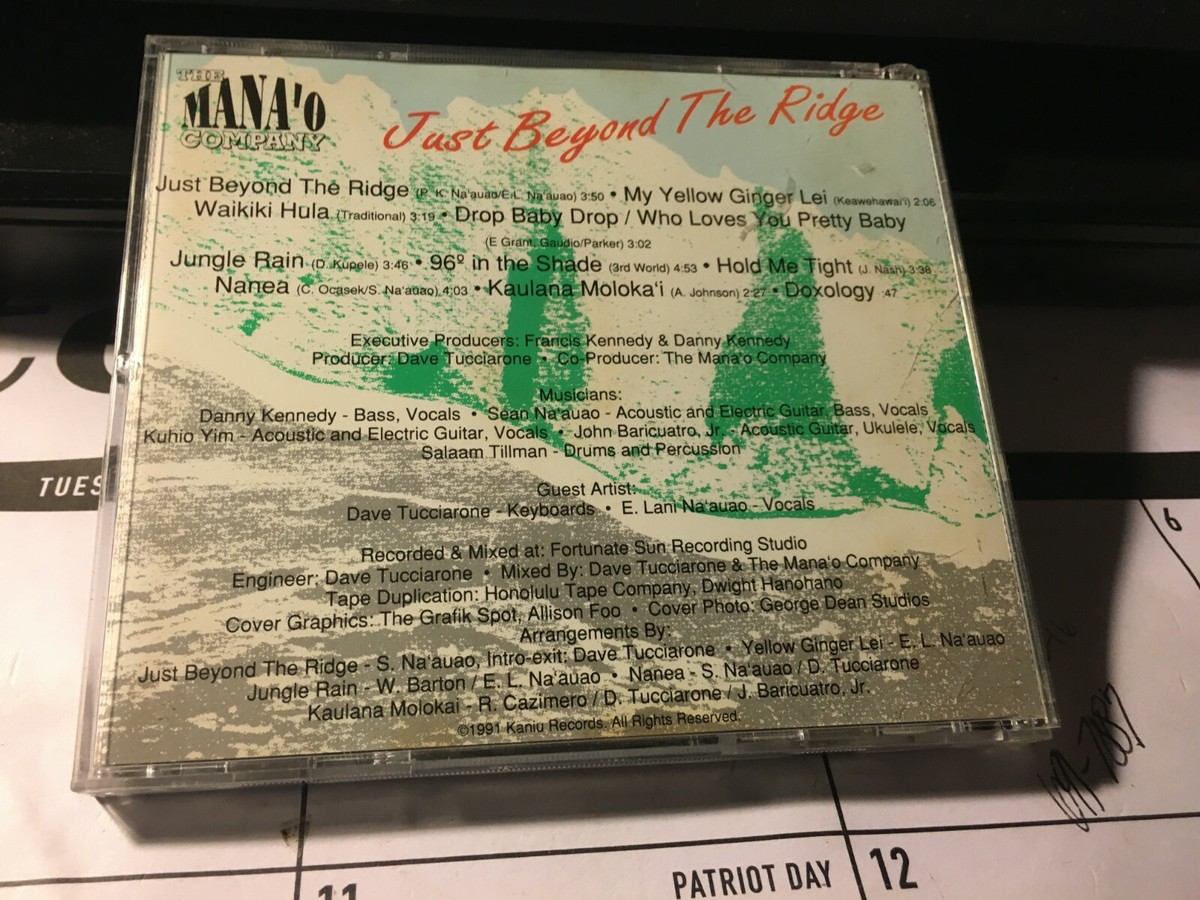 THE
MANA'O
COMPANY
Just Beyond The Ridge
Just Beyond The Ridge (P. K. Na'auao/E.L. Na'auao) 3:50 • My Yellow Ginger Lei (Keawehawai'i) 2:06
Waikiki Hula (Traditional) 3:19 • Drop Baby Drop / Who Loves You Pretty Baby
(E Grant, Gaudio/Parker) 3:02
Jungle Rain (D. Kupele) 3:46 • 96º in the Shade (3rd World) 4:53 • Hold Me Tight (J. Nash) 3:38
Nanea (C. Ocasek/S. Na'auao) 4:03 • Kaulana Moloka'i (A. Johnson) 2:27 • Doxology :47
Executive Producers: Francis Kennedy & Danny Kennedy
Producer: Dave Tucciarone • Co-Producer: The Mana'o Company
Musicians:
Danny Kennedy - Bass, Vocals • Sean Na'auao - Acoustic and Electric Guitar, Bass, Vocals
Kuhio Yim - Acoustic and Electric Guitar, Vocals • John Baricuatro, Jr. - Acoustic Guitar, Ukulele, Vocals
Salaam Tillman - Drums and Percussion
Guest Artist:
Dave Tucciarone - Keyboards • E. Lani Na'auao - Vocals
Recorded & Mixed at: Fortunate Sun Recording Studio
Engineer: Dave Tucciarone • Mixed By: Dave Tucciarone & The Mana'o Company
Tape Duplication: Honolulu Tape Company, Dwight Hanohano
Cover Graphics: The Grafik Spot, Allison Foo • Cover Photo: George Dean Studios
Arrangements By:
Just Beyond The Ridge - S. Na'auao, Intro-exit: Dave Tucciarone • Yellow Ginger Lei - E. L. Na'auao
Jungle Rain - W. Barton / E. L. Na'auao • Nanea - S. Na'auao / D. Tucciarone
Kaulana Molokai - R. Cazimero / D. Tucciarone / J. Baricuatro, Jr.
©1991 Kaniu Records. All Rights Reserved.
TUES
6
11
PATRIOT DAY
12